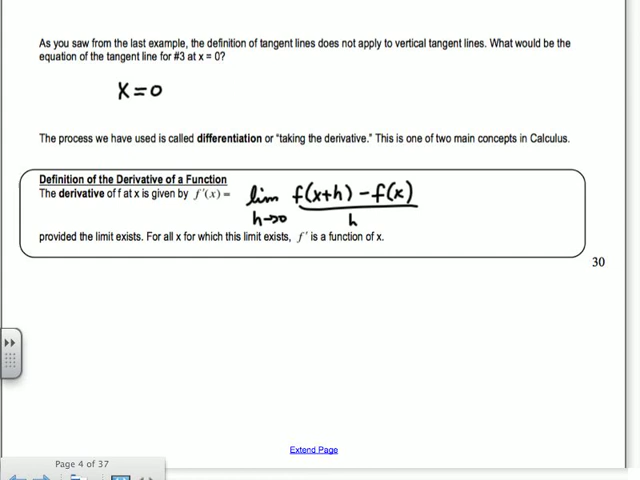 As you saw from the last example, the definition of tangent lines does not apply to vertical tangent lines. What would be the
equation of the tangent line for #3 at x = 0?
X = 0
The process we have used is called differentiation or "taking the derivative." This is one of two main concepts in Calculus.
Definition of the Derivative of a Function
The derivative of f at x is given by f'(x) = lim h→0 f(x+h) - f(x) / h
provided the limit exists. For all x for which this limit exists, f' is a function of x.
30
Extend Page
Page 4 of 37